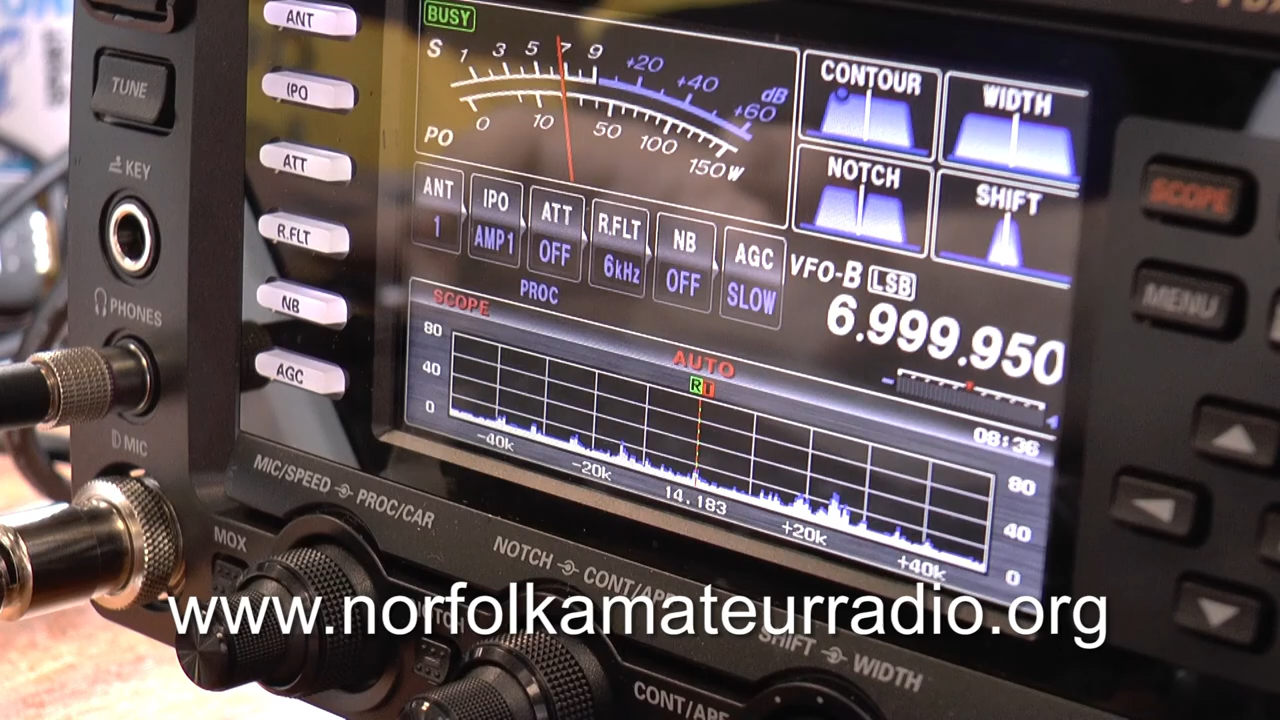 ANT
TUNE
IPO
KEY
ATT
R.FLT
PHONES
NB
AGC
MIC
BUSY
S 1 3 5 7 9 +20 +40 +60 dB
PO 0 10 50 100 150 W
CONTOUR
WIDTH
NOTCH
SHIFT
ANT IPO ATT R.FLT NB AGC
1 AMP1 OFF 6kHz OFF SLOW
PROC
VFO-B LSB
6.999.950
SCOPE
AUTO
R T
08:36
80
40
0
80
40
0
-40k -20k 14.183 +20k +40k
SCOPE
MENU
MIC/SPEED PROC/CAR
MOX
NOTCH CONT/APF
SHIFT WIDTH
CONT/APF
www.norfolkamateurradio.org